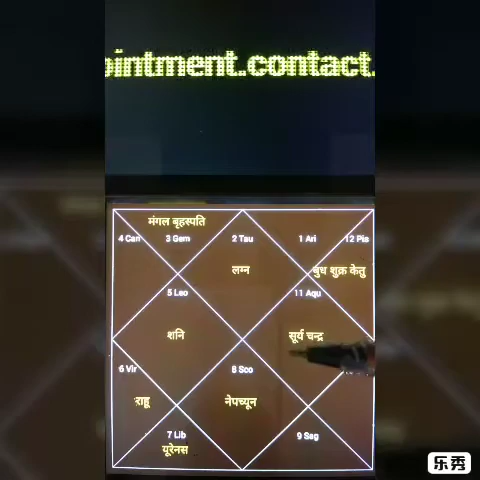 ointment.contact.
मंगल बृहस्पति
4 Can
3 Gem
2 Tau
1 Ari
12 Pis
लग्न
बुध शुक्र केतु
5 Leo
11 Aqu
शनि
सूर्य चन्द्र
6 Vir
8 Sco
राहू
नेपच्यून
7 Lib
9 Sag
यूरेनस
乐秀